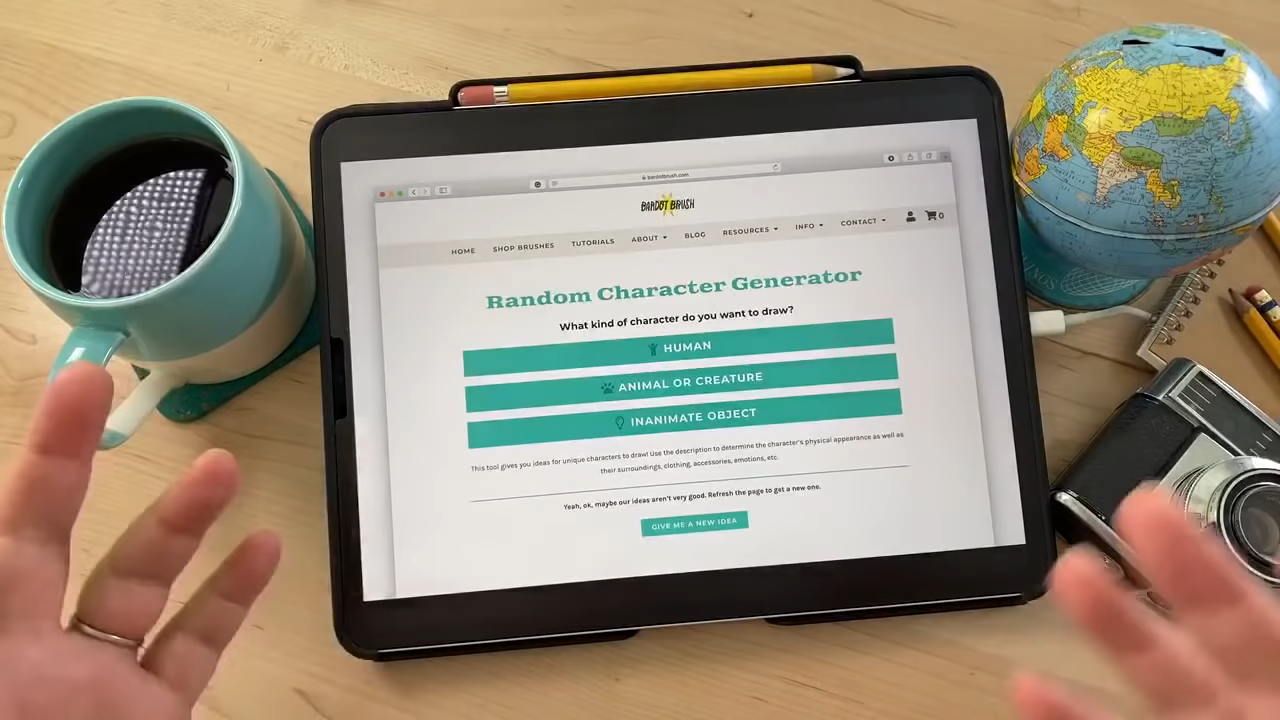 bardotbrush.com
BARDOT BRUSH
HOME SHOP BRUSHES TUTORIALS ABOUT BLOG RESOURCES INFO CONTACT 0
Random Character Generator
What kind of character do you want to draw?
HUMAN
ANIMAL OR CREATURE
INANIMATE OBJECT
This tool gives you ideas for unique characters to draw! Use the description to determine the character's physical appearance as well as
their surroundings, clothing, accessories, emotions, etc.
Yeah, ok, maybe our ideas aren't very good. Refresh the page to get a new one.
GIVE ME A NEW IDEA